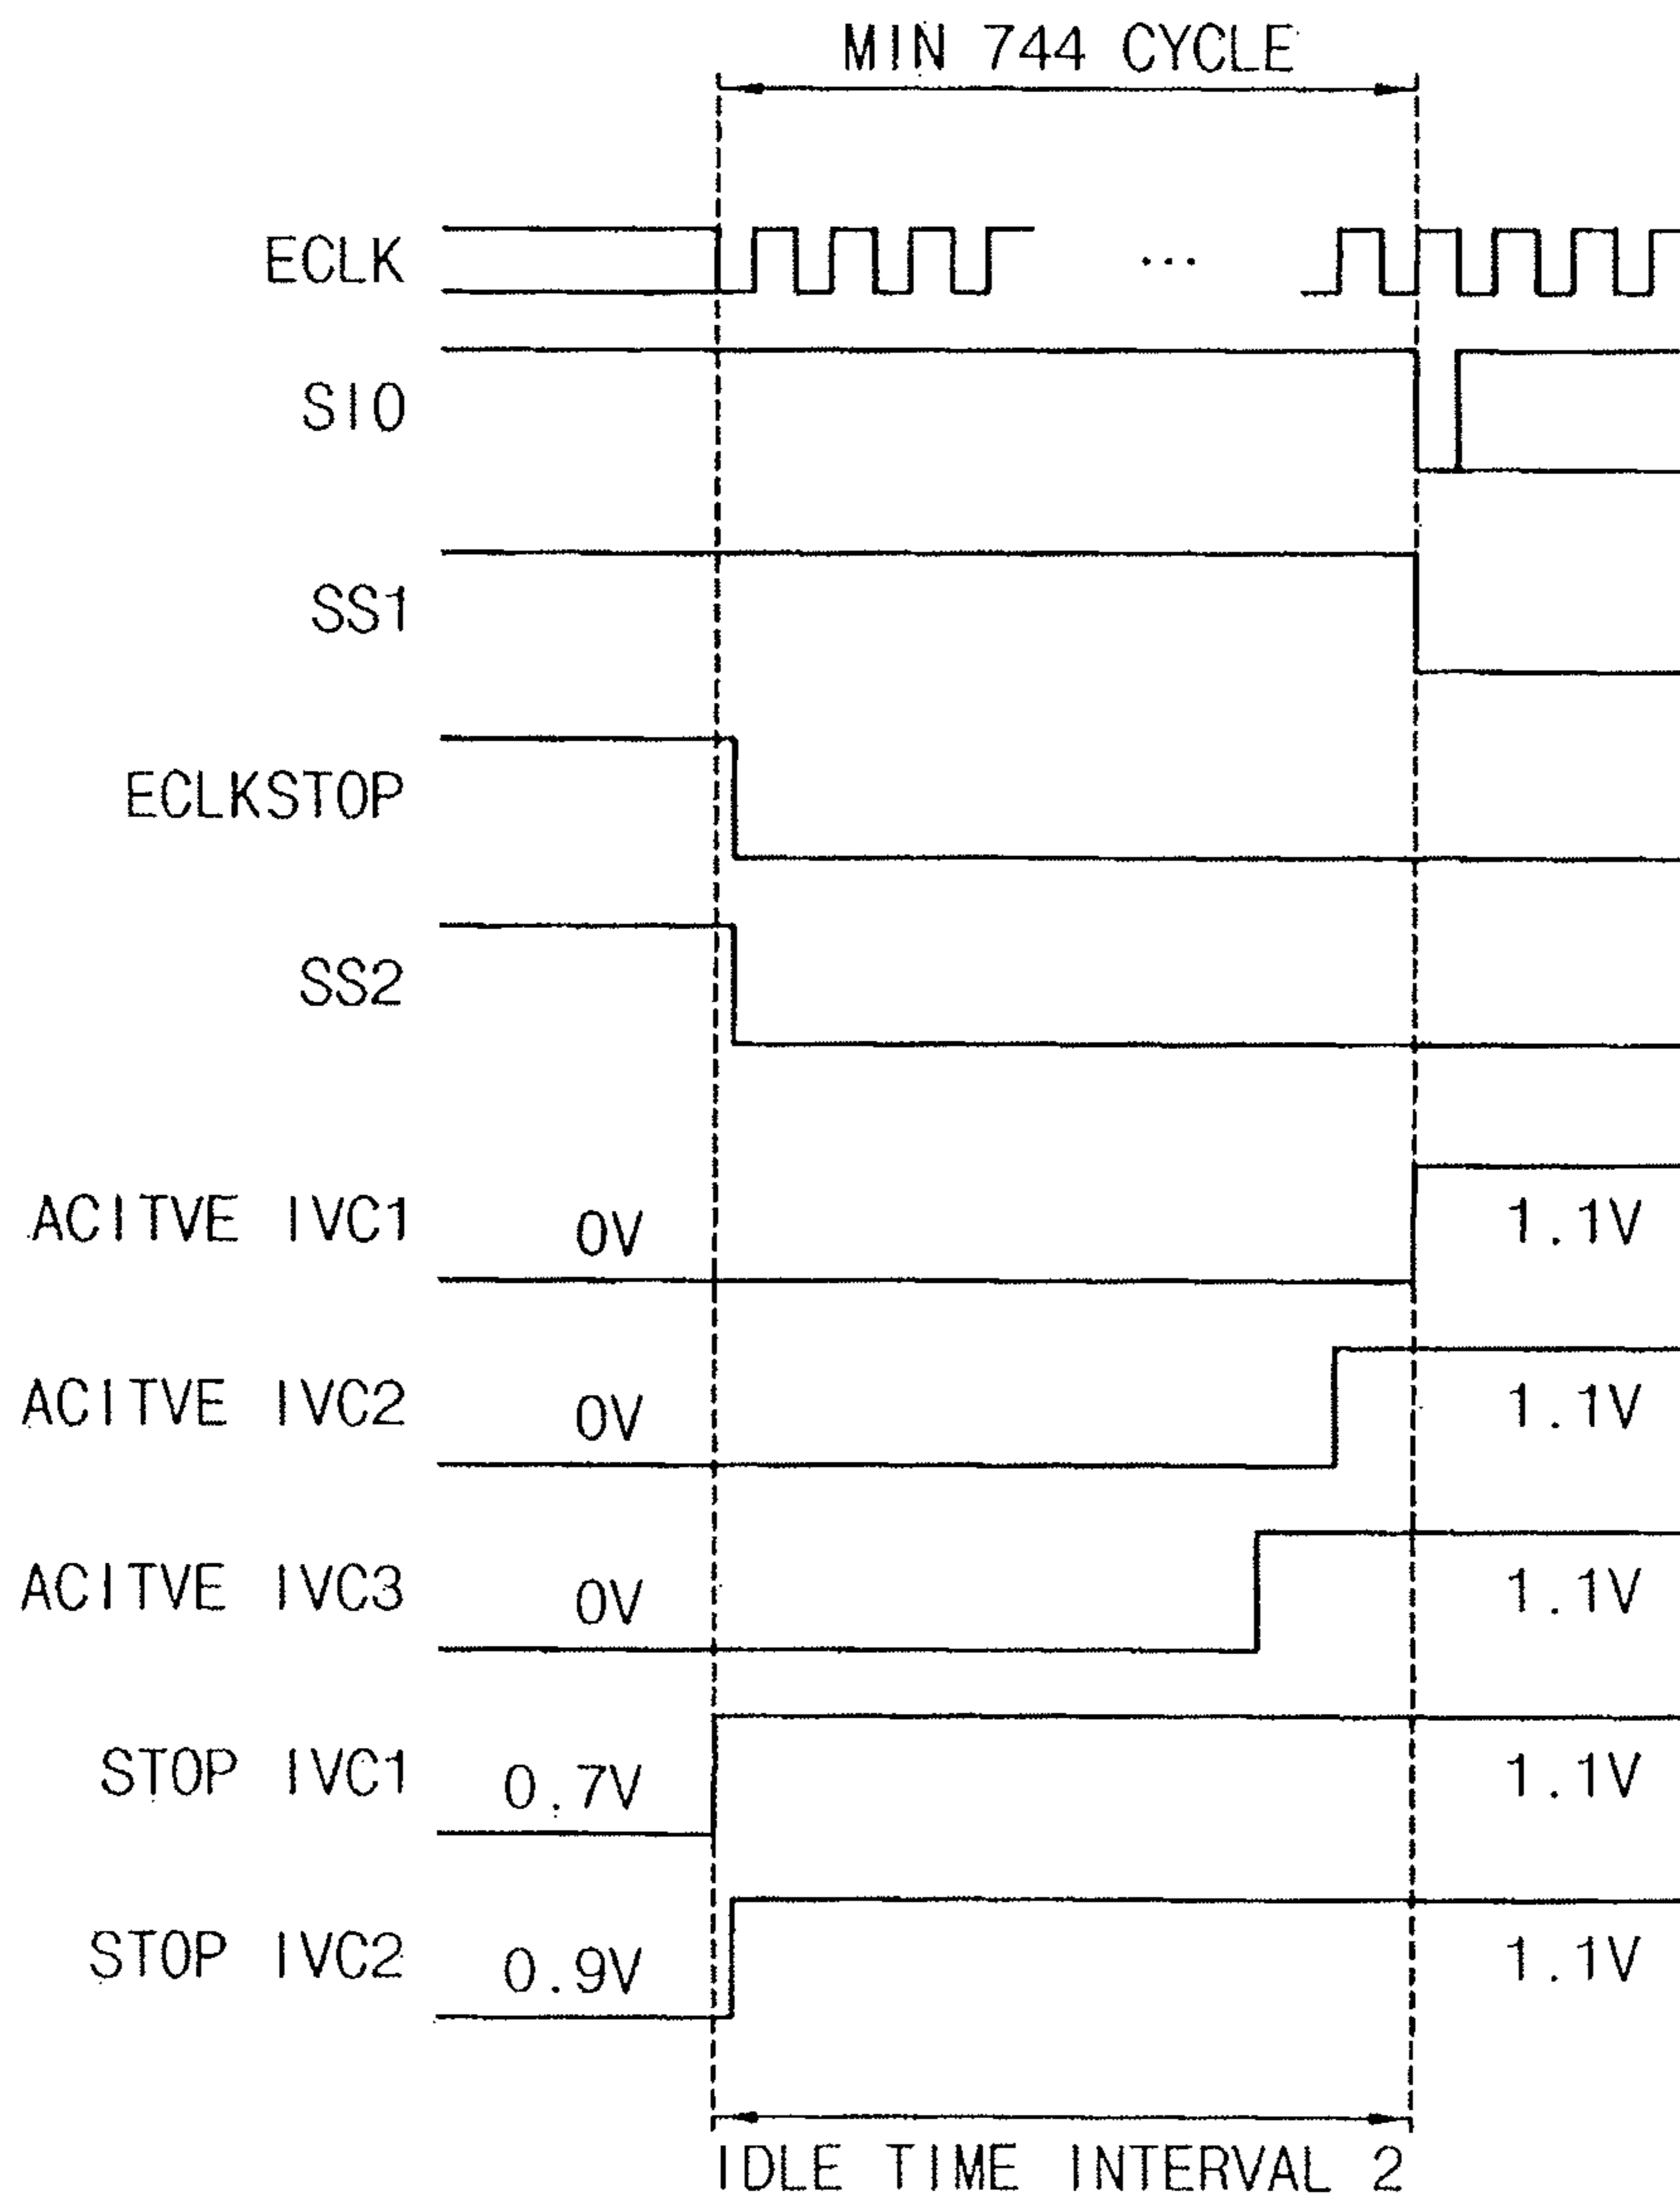 MIN 744 CYCLE
ECLK
...
SIO
SS1
ECLKSTOP
SS2
ACITVE IVC1 0V 1.1V
ACITVE IVC2 0V 1.1V
ACITVE IVC3 0V 1.1V
STOP IVC1 0.7V 1.1V
STOP IVC2 0.9V 1.1V
IDLE TIME INTERVAL 2